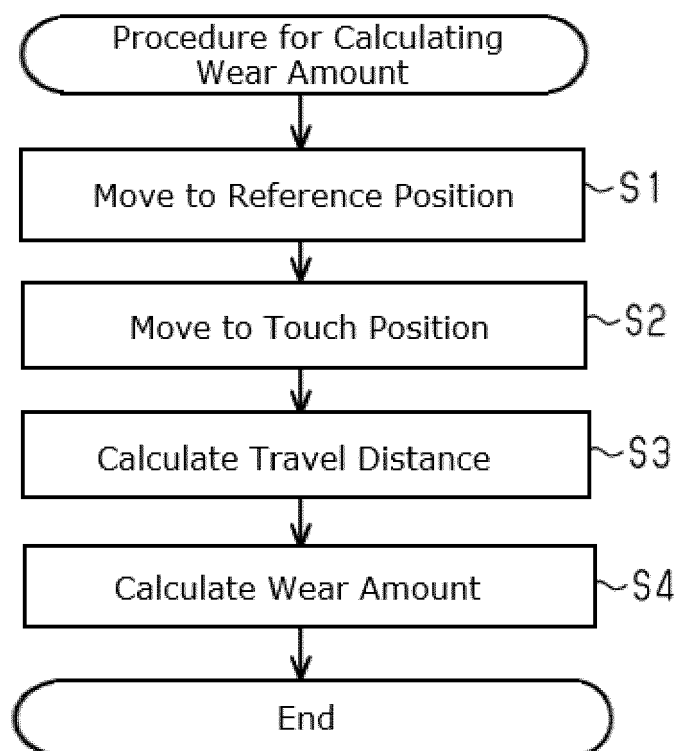 Procedure for Calculating
Wear Amount
Move to Reference Position
S1
Move to Touch Position
S2
Calculate Travel Distance
S3
Calculate Wear Amount
S4
End